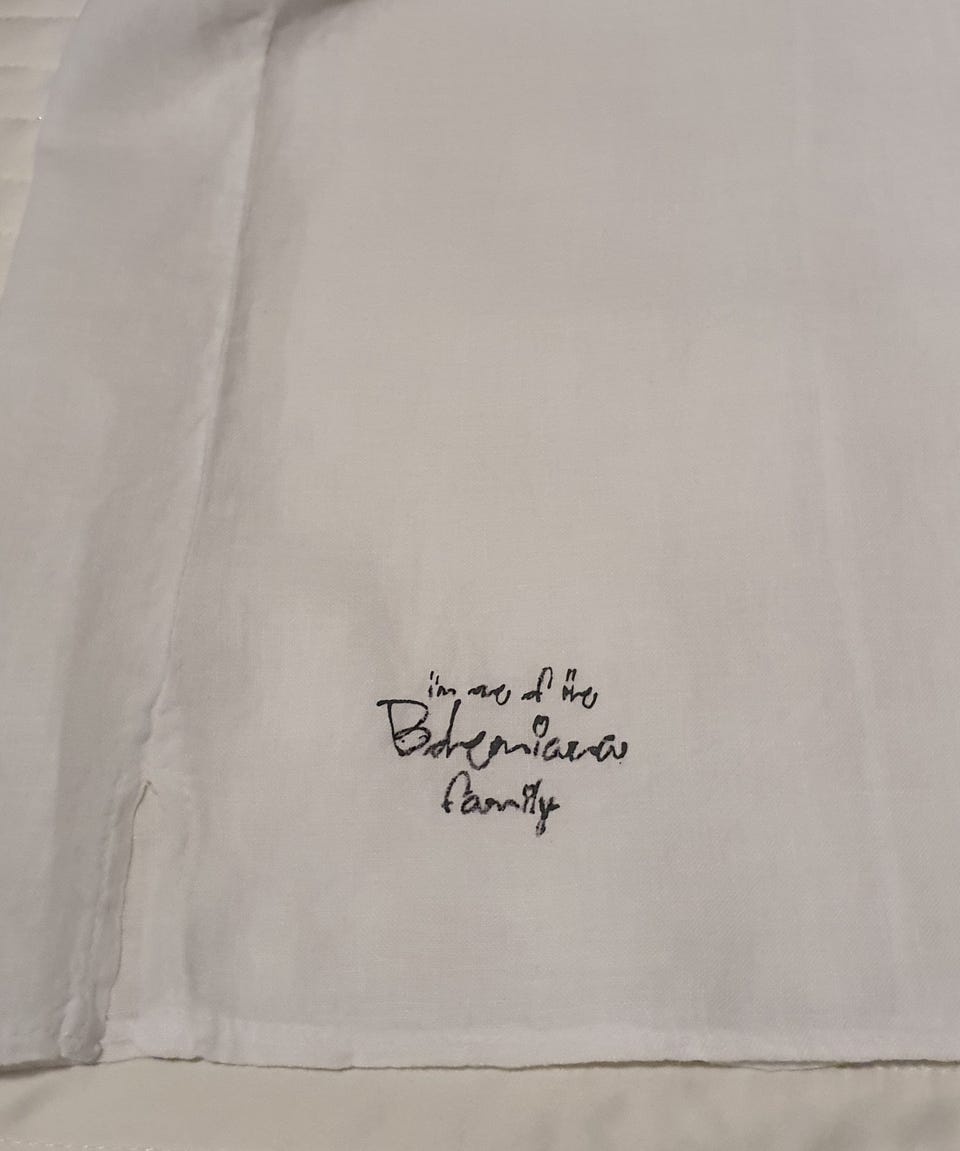 i'm one of the
Bohemiana
family